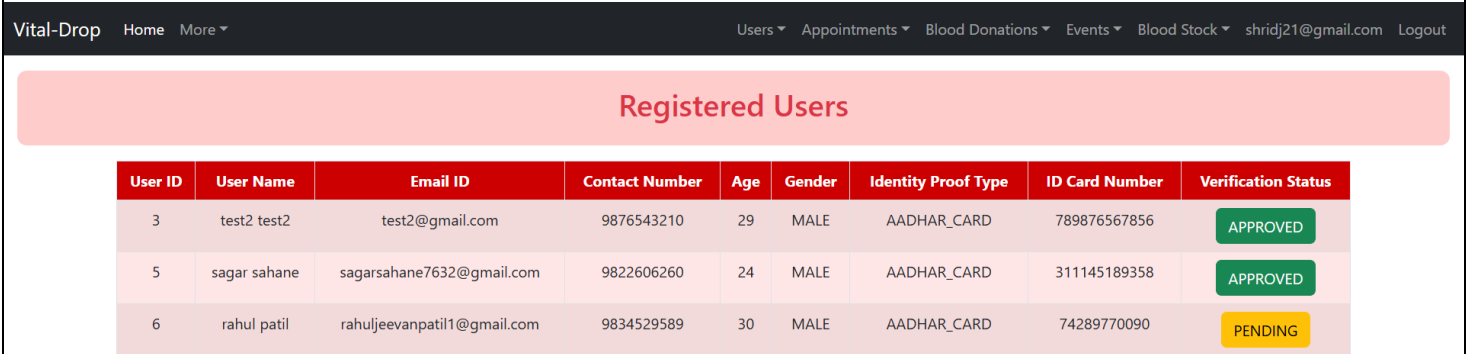 Vital-Drop Home More Users Appointments Blood Donations Events Blood Stock shridj21@gmail.com Logout
Registered Users
User ID User Name Email ID Contact Number Age Gender Identity Proof Type ID Card Number Verification Status
3 test2 test2 test2@gmail.com 9876543210 29 MALE AADHAR_CARD 789876567856 APPROVED
5 sagar sahane sagarsahane7632@gmail.com 9822606260 24 MALE AADHAR_CARD 311145189358 APPROVED
6 rahul patil rahuljeevanpatil1@gmail.com 9834529589 30 MALE AADHAR_CARD 74289770090 PENDING